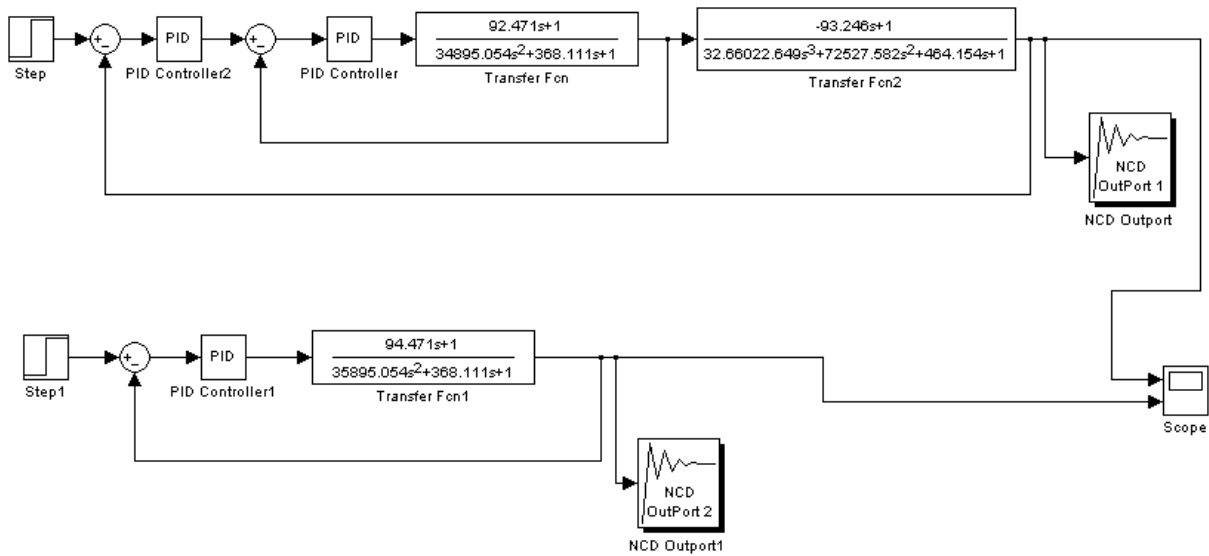 Step
PID
PID Controller2
PID
PID Controller
92.471s+1
34895.054s²+368.111s+1
Transfer Fcn
-93.246s+1
32.66022.649s³+72527.582s²+464.154s+1
Transfer Fcn2
NCD
OutPort 1
NCD Outport
Step1
PID
PID Controller1
94.471s+1
35895.054s²+368.111s+1
Transfer Fcn1
Scope
NCD
OutPort 2
NCD Outport1